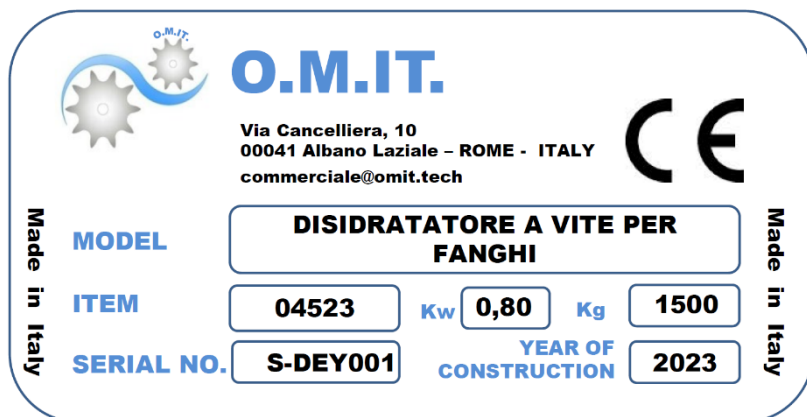 O.M.IT.
O.M.IT.
Via Cancelliera, 10
00041 Albano Laziale – ROME - ITALY
commerciale@omit.tech
CE
Made in Italy
MODEL DISIDRATATORE A VITE PER
FANGHI
Made in Italy
ITEM 04523 Kw 0,80 Kg 1500
SERIAL NO. S-DEY001 YEAR OF
CONSTRUCTION 2023